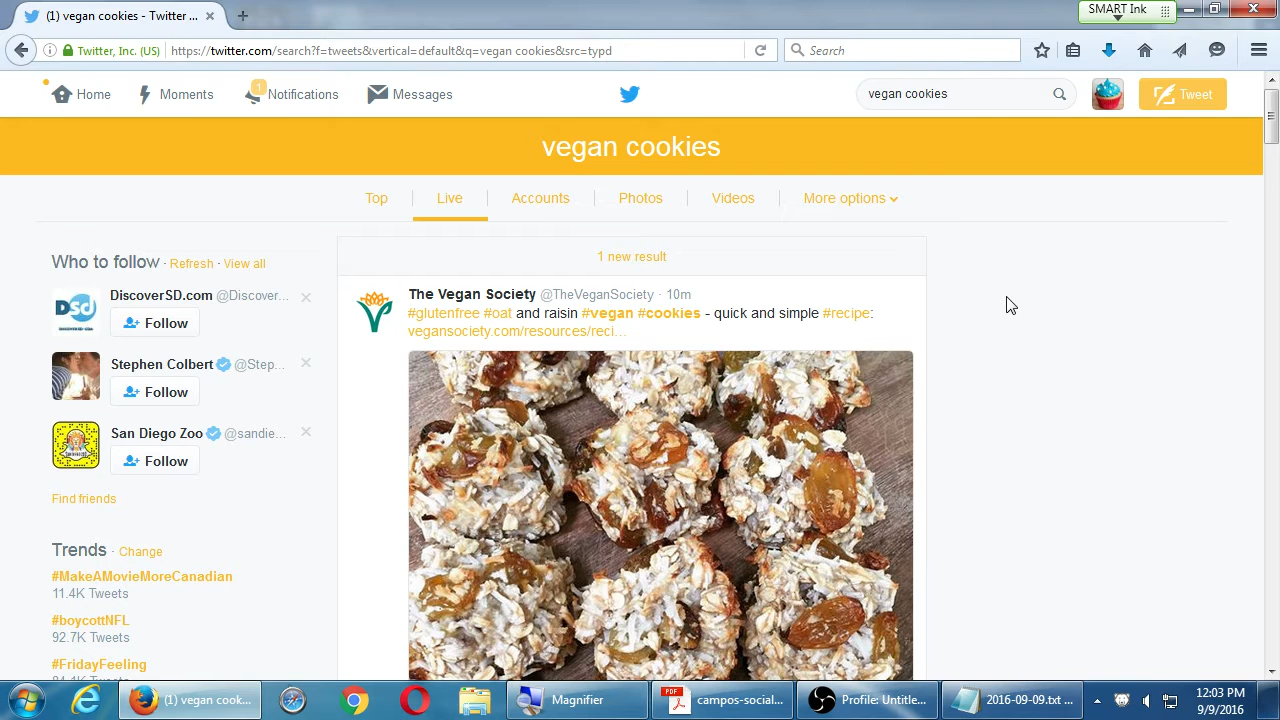 (1) vegan cookies - Twitter ...
SMART Ink
Twitter, Inc. (US)
https://twitter.com/search?f=tweets&vertical=default&q=vegan cookies&src=typd
Search
Home
Moments
1
Notifications
Messages
vegan cookies
Tweet
vegan cookies
Top
Live
Accounts
Photos
Videos
More options
Who to follow · Refresh · View all
DiscoverSD.com @Discover...
Dsd
Follow
Stephen Colbert @Step...
Follow
San Diego Zoo @sandie...
Follow
Find friends
Trends · Change
#MakeAMovieMoreCanadian
11.4K Tweets
#boycottNFL
92.7K Tweets
#FridayFeeling
1 new result
The Vegan Society @TheVeganSociety · 10m
#glutenfree #oat and raisin #vegan #cookies - quick and simple #recipe:
vegansociety.com/resources/reci...
(1) vegan cook...
Magnifier
PDF
campos-social...
Profile: Untitle...
2016-09-09.txt ...
12:03 PM
9/9/2016